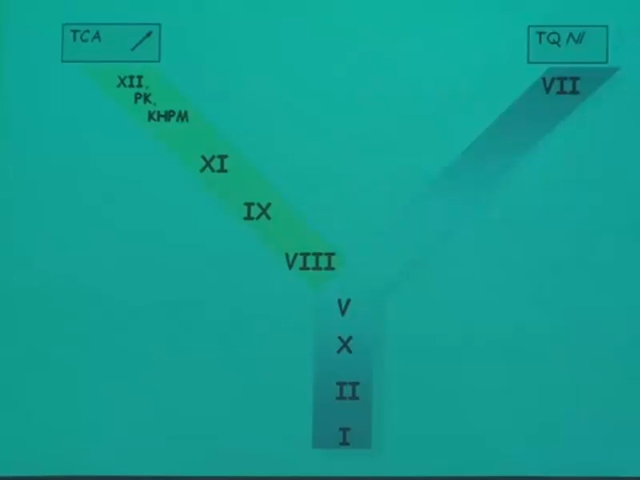 TCA
TQ N/
XII,
PK,
KHPM
VII
XI
IX
VIII
V
X
II
I